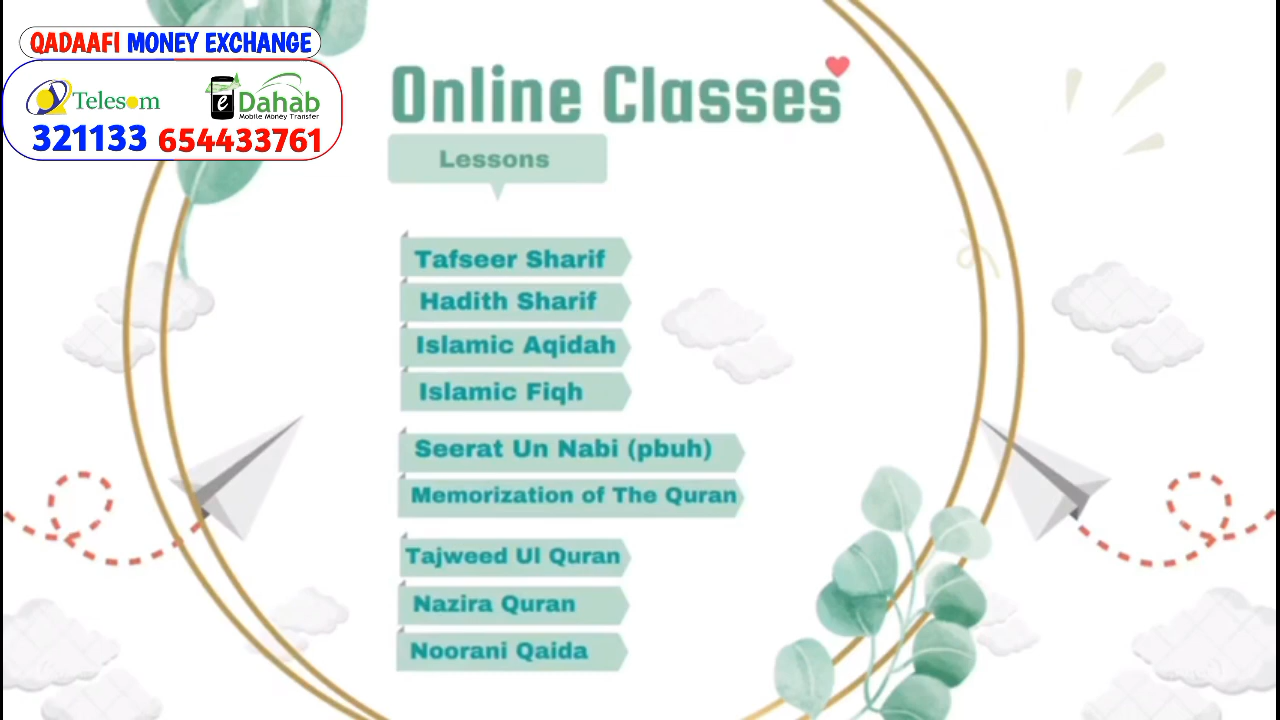 QADAAFI MONEY EXCHANGE
Telesom
e Dahab
Mobile Money Transfer
321133 654433761
Online Classes
Lessons
Tafseer Sharif
Hadith Sharif
Islamic Aqidah
Islamic Fiqh
Seerat Un Nabi (pbuh)
Memorization of The Quran
Tajweed Ul Quran
Nazira Quran
Noorani Qaida